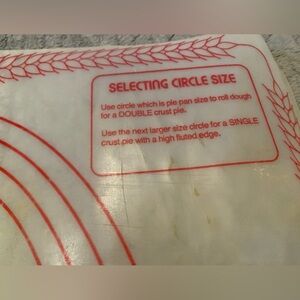 SELECTING CIRCLE SIZE
Use circle which is pie pan size to roll dough
for a DOUBLE crust pie.
Use the next larger size circle for a SINGLE
crust pie with a high fluted edge.